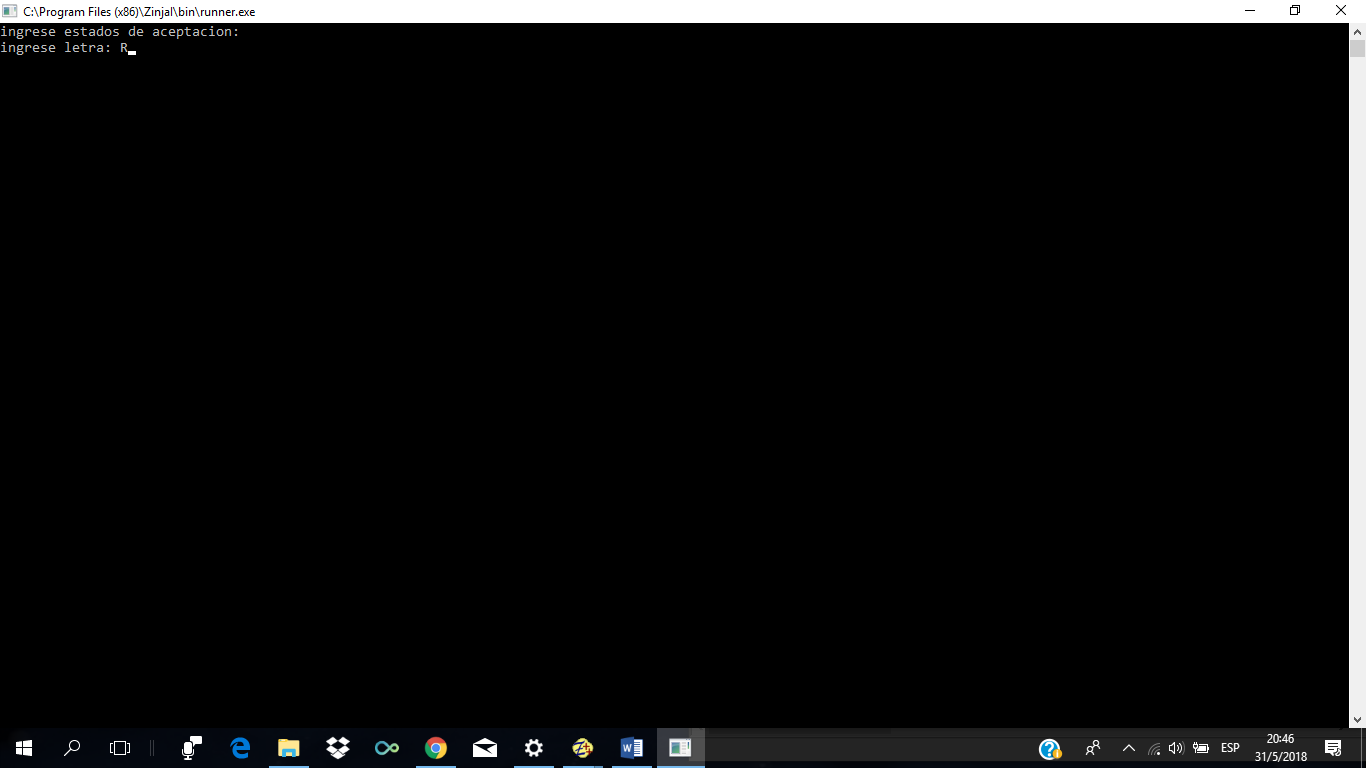 C:\Program Files (x86)\Zinjal\bin\runner.exe
ingrese estados de aceptacion:
ingrese letra: R
ESP
20:46
31/5/2018